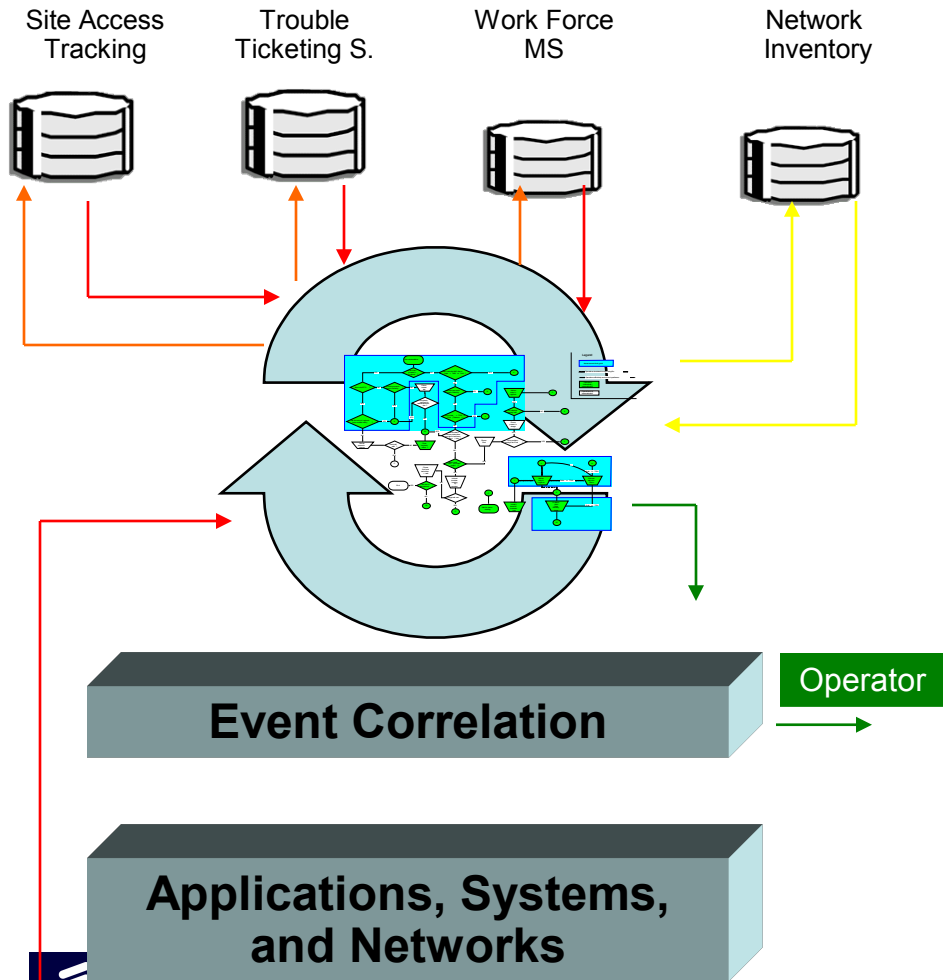 Site Access
Tracking
Trouble
Ticketing S.
Work Force
MS
Network
Inventory
Event Correlation
Operator
Applications, Systems,
and Networks